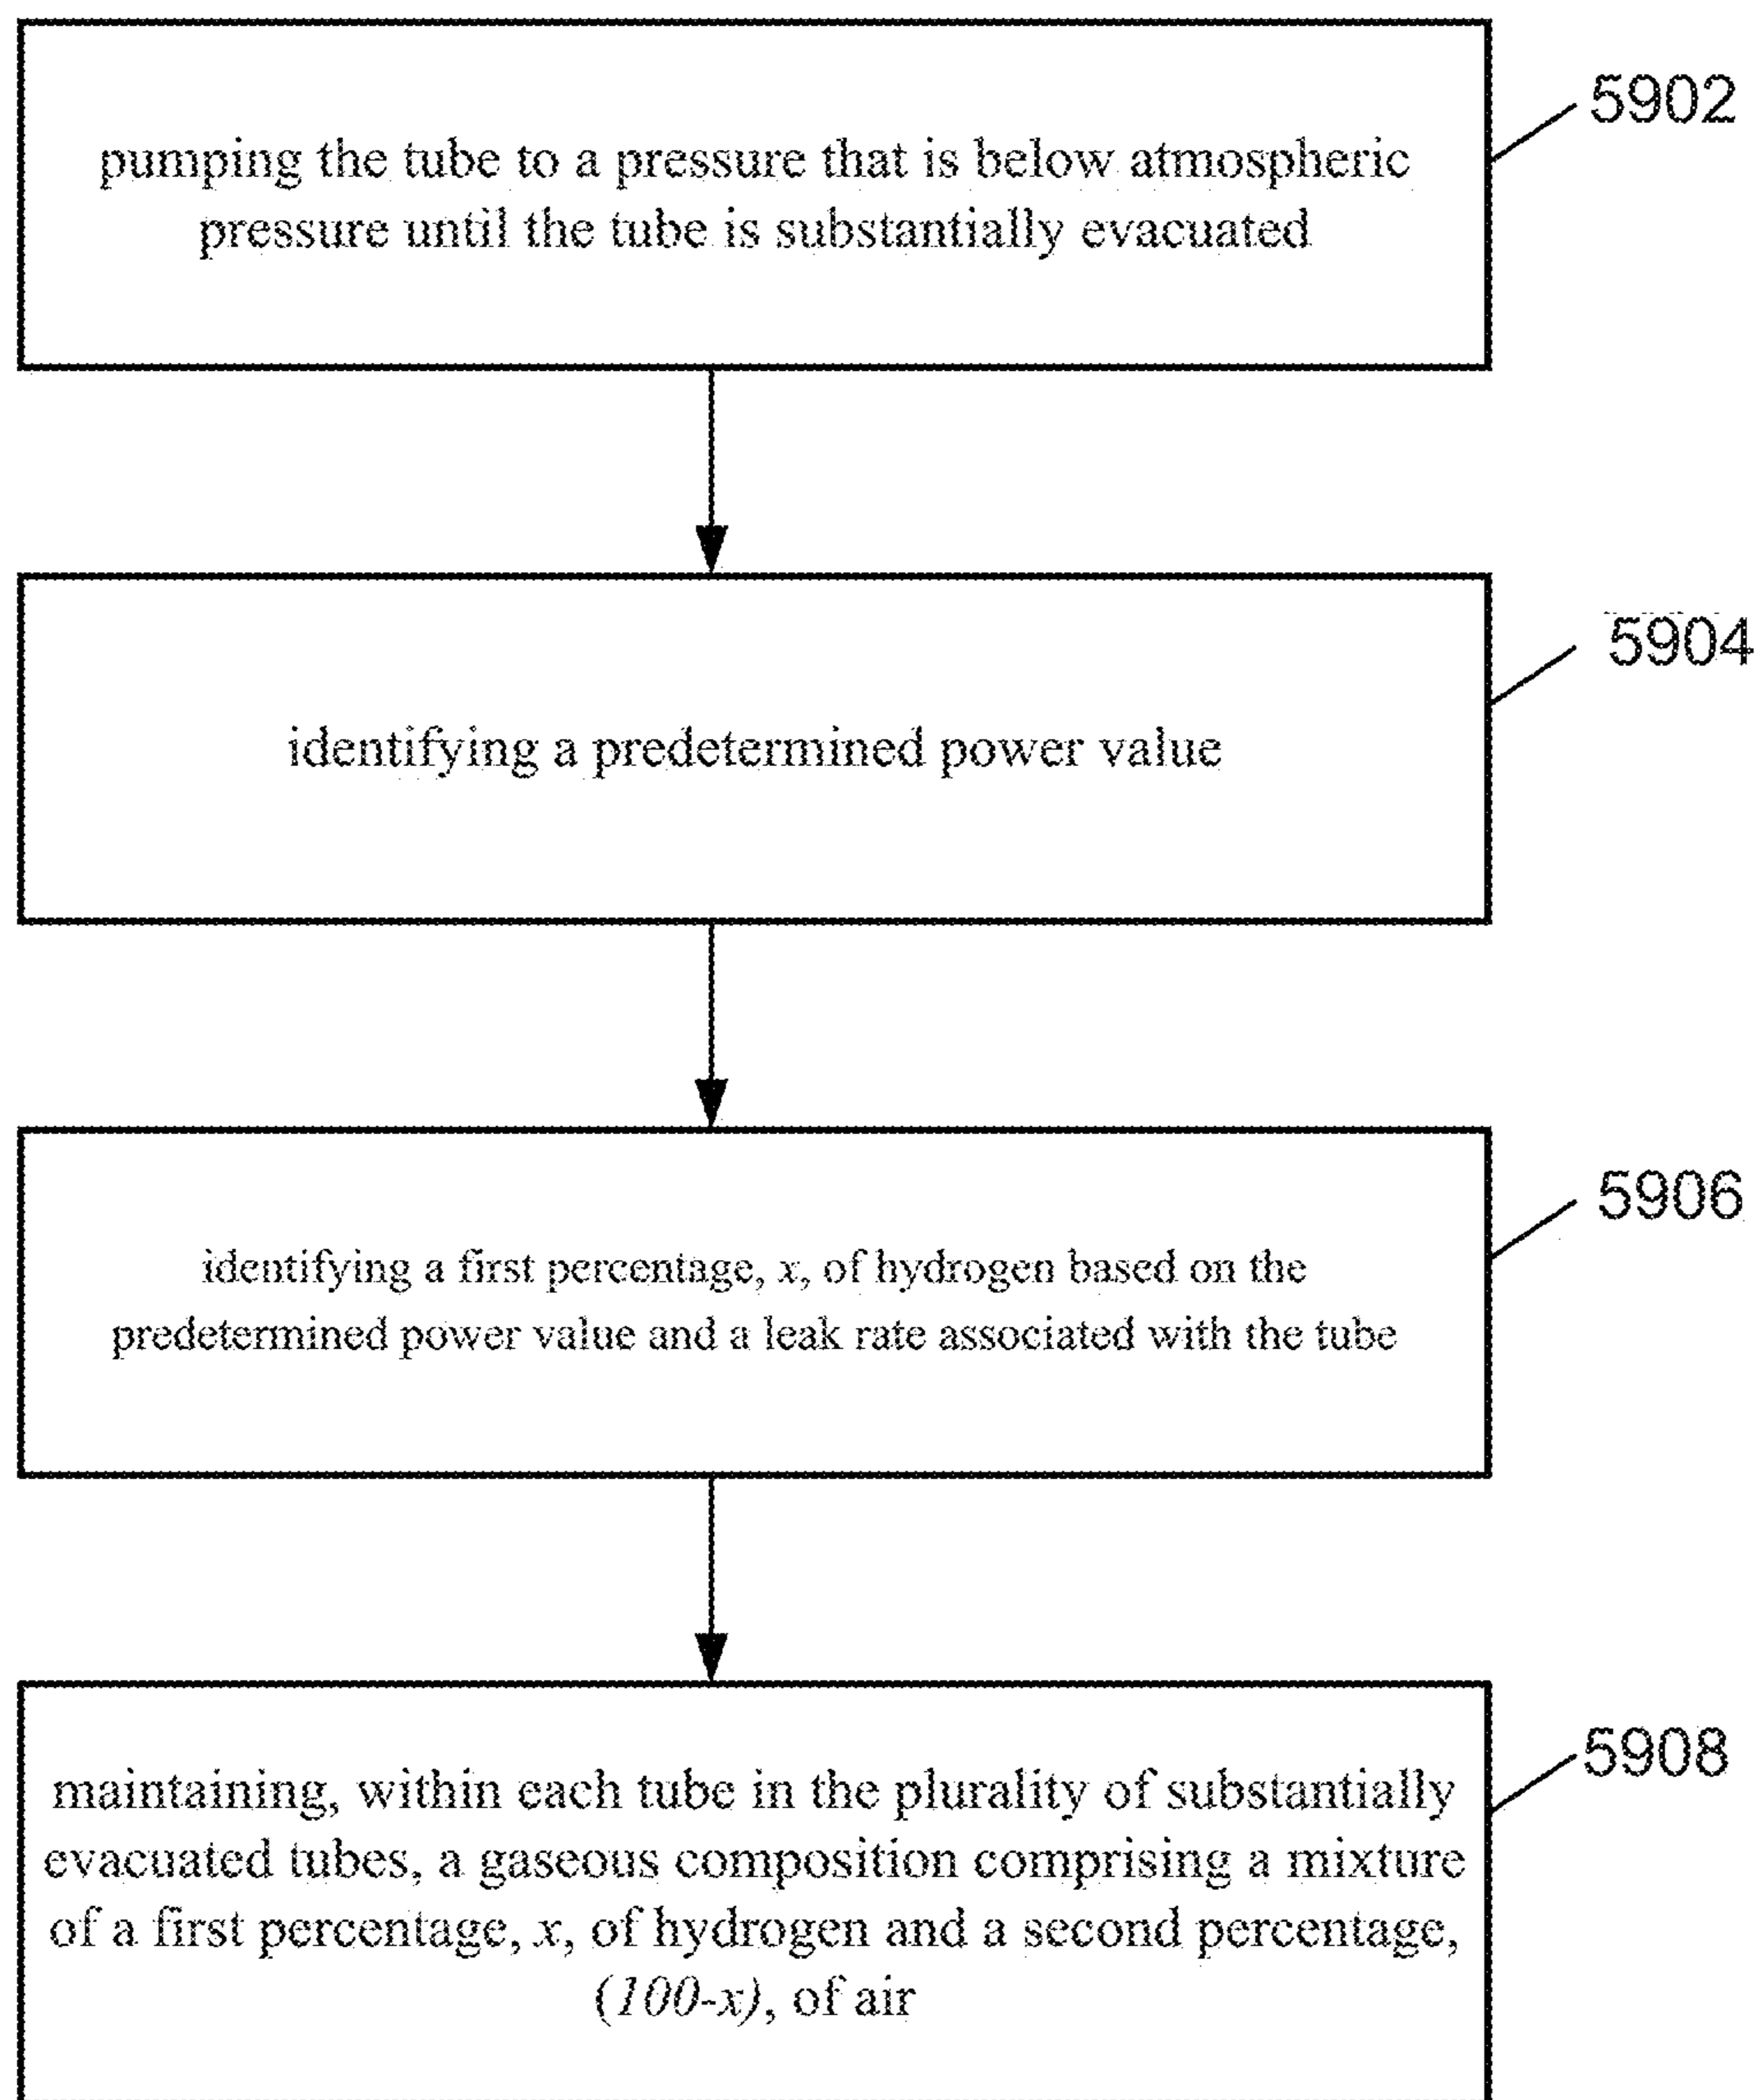 pumping the tube to a pressure that is below atmospheric
pressure until the tube is substantially evacuated
5902
identifying a predetermined power value
5904
identifying a first percentage, x, of hydrogen based on the
predetermined power value and a leak rate associated with the tube
5906
maintaining, within each tube in the plurality of substantially
evacuated tubes, a gaseous composition comprising a mixture
of a first percentage, x, of hydrogen and a second percentage,
(100-x), of air
5908